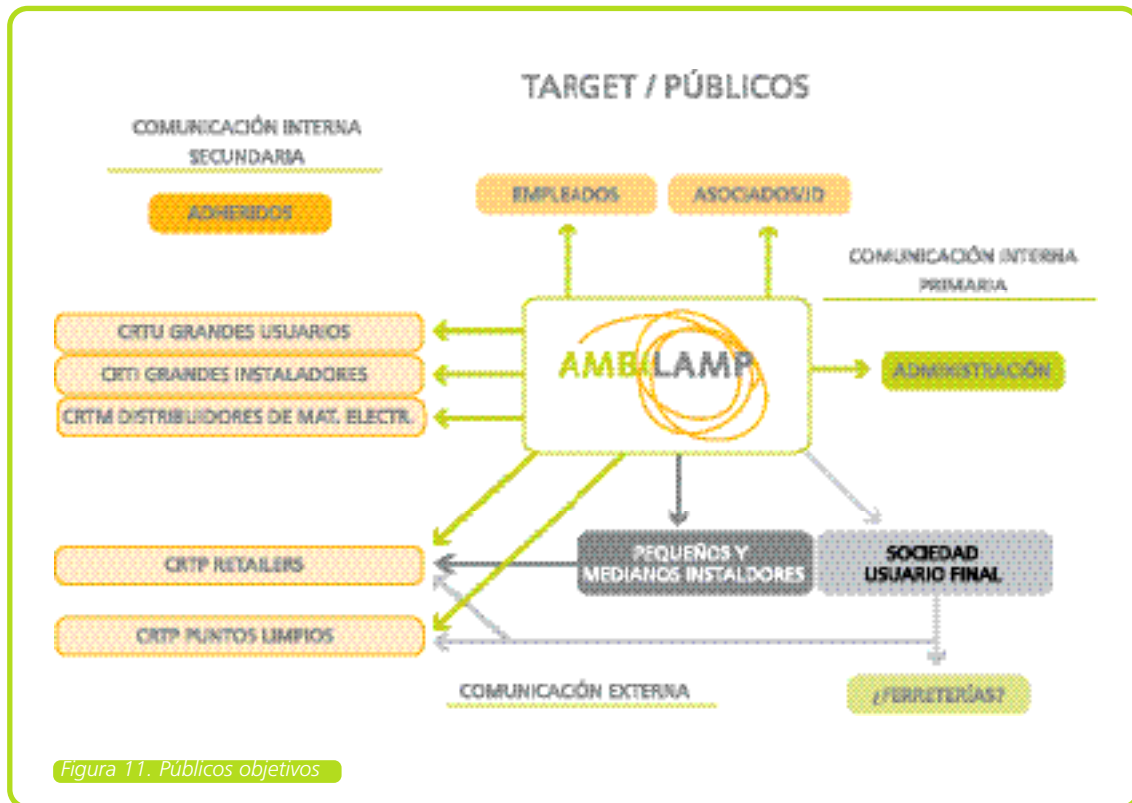 TARGET / PÚBLICOS
COMUNICACIÓN INTERNA
SECUNDARIA
ADHERIDOS
EMPLEADOS
ASOCIADOS/JD
COMUNICACIÓN INTERNA
PRIMARIA
CRTU GRANDES USUARIOS
CRTI GRANDES INSTALADORES
CRTM DISTRIBUIDORES DE MAT. ELECTR.
AMBILAMP
ADMINISTRACIÓN
CRTP RETAILERS
PEQUEÑOS Y
MEDIANOS INSTALDORES
SOCIEDAD
USUARIO FINAL
CRTP PUNTOS LIMPIOS
COMUNICACIÓN EXTERNA
¿FERRETERÍAS?
Figura 11. Públicos objetivos